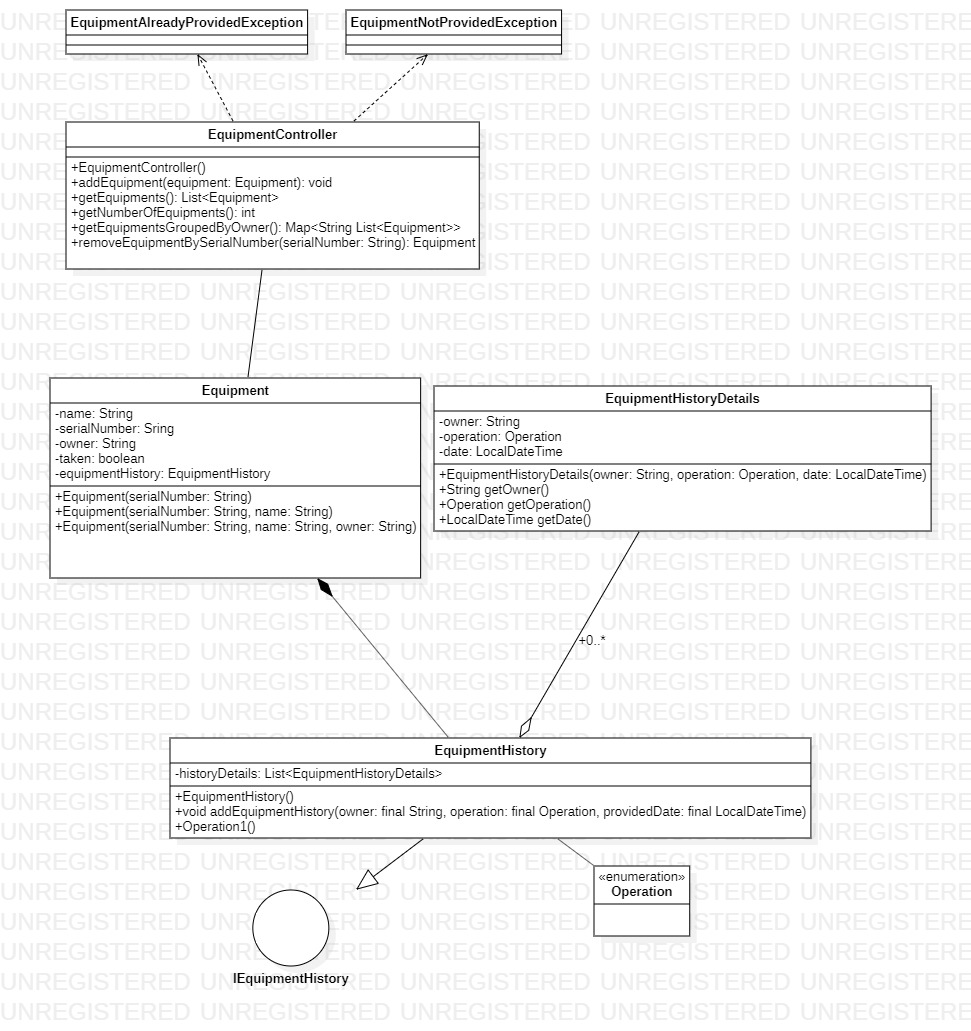 EquipmentAlreadyProvidedException
EquipmentNotProvidedException
EquipmentController
+EquipmentController()
+addEquipment(equipment: Equipment): void
+getEquipments(): List<Equipment>
+getNumberOfEquipments(): int
+getEquipmentsGroupedByOwner(): Map<String List<Equipment>>
+removeEquipmentBySerialNumber(serialNumber: String): Equipment
Equipment
-name: String
-serialNumber: Sring
-owner: String
-taken: boolean
-equipmentHistory: EquipmentHistory
+Equipment(serialNumber: String)
+Equipment(serialNumber: String, name: String)
+Equipment(serialNumber: String, name: String, owner: String)
EquipmentHistoryDetails
-owner: String
-operation: Operation
-date: LocalDateTime
+EquipmentHistoryDetails(owner: String, operation: Operation, date: LocalDateTime)
+String getOwner()
+Operation getOperation()
+LocalDateTime getDate()
+0..*
EquipmentHistory
-historyDetails: List<EquipmentHistoryDetails>
+EquipmentHistory()
+void addEquipmentHistory(owner: final String, operation: final Operation, providedDate: final LocalDateTime)
+Operation1()
«enumeration»
Operation
IEquipmentHistory
UNREGISTERED